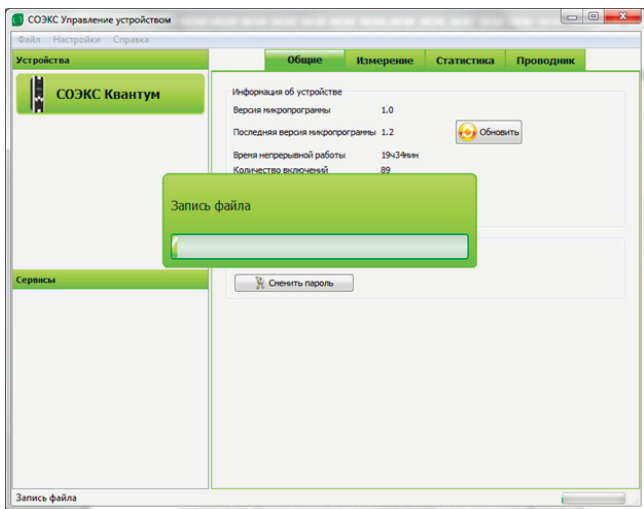 СОЭКС Управление устройством
Файл Настройки Справка
Устройства
Общие Измерение Статистика Проводник
СОЭКС Квантум
Информация об устройстве
Версия микропрограммы 1.0
Последняя версия микропрограммы 1.2 Обновить
Время непрерывной работы 19ч34мин
Количество включений 89
Запись файла
Сервисы
Сменить пароль
Запись файла